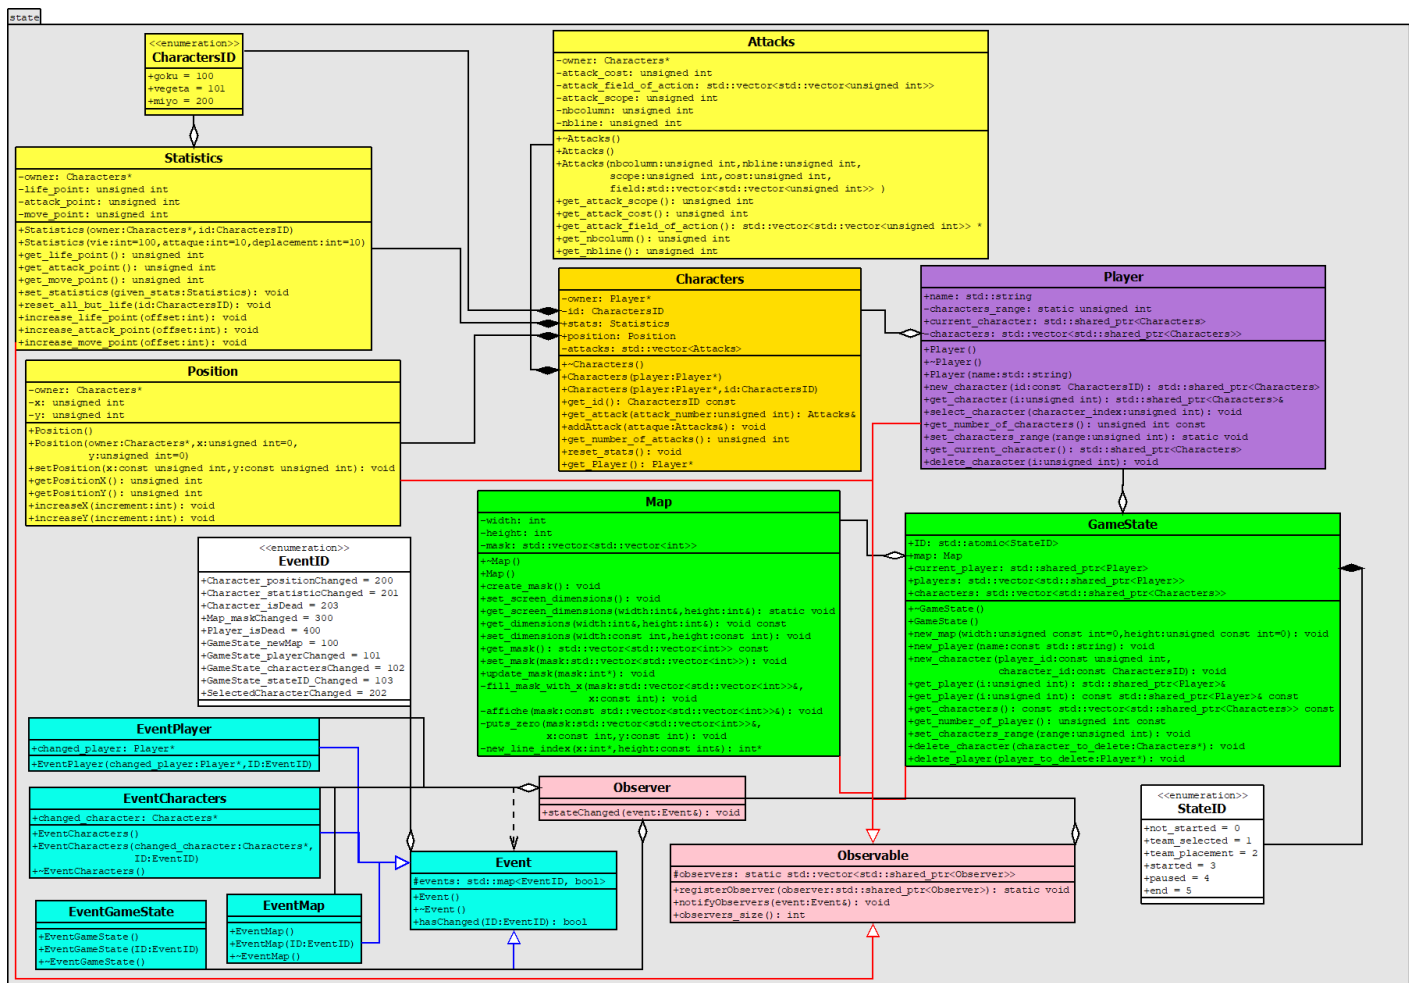 state
<<enumeration>>
CharactersID
+goku = 100
+vegeta = 101
+miyo = 200
Attacks
-owner: Characters*
-attack_cost: unsigned int
-attack_field_of_action: std::vector<std::vector<unsigned int>>
-attack_scope: unsigned int
-nbcolumn: unsigned int
-nbline: unsigned int
+~Attacks()
+Attacks()
+Attacks(nbcolumn:unsigned int,nbline:unsigned int,
scope:unsigned int,cost:unsigned int,
field:std::vector<std::vector<unsigned int>> )
+get_attack_scope(): unsigned int
+get_attack_cost(): unsigned int
+get_attack_field_of_action(): std::vector<std::vector<unsigned int>> *
+get_nbcolumn(): unsigned int
+get_nbline(): unsigned int
Statistics
-owner: Characters*
-life_point: unsigned int
-attack_point: unsigned int
-move_point: unsigned int
+Statistics(owner:Characters*,id:CharactersID)
+Statistics(vie:int=100,attaque:int=10,deplacement:int=10)
+get_life_point(): unsigned int
+get_attack_point(): unsigned int
+get_move_point(): unsigned int
+set_statistics(given_stats:Statistics): void
+reset_all_but_life(id:CharactersID): void
+increase_life_point(offset:int): void
+increase_attack_point(offset:int): void
+increase_move_point(offset:int): void
Characters
-owner: Player*
-id: CharactersID
+stats: Statistics
+position: Position
-attacks: std::vector<Attacks>
+~Characters()
+Characters(player:Player*)
+Characters(player:Player*,id:CharactersID)
+get_id(): CharactersID const
+get_attack(attack_number:unsigned int): Attacks&
+addAttack(attaque:Attacks&): void
+get_number_of_attacks(): unsigned int
+reset_stats(): void
+get_Player(): Player*
Player
+name: std::string
-characters_range: static unsigned int
+current_character: std::shared_ptr<Characters>
-characters: std::vector<std::shared_ptr<Characters>>
+Player()
+~Player()
+Player(name:std::string)
+new_character(id:const CharactersID): std::shared_ptr<Characters>
+get_character(i:unsigned int): std::shared_ptr<Characters>&
+select_character(character_index:unsigned int): void
+get_number_of_characters(): unsigned int const
+set_characters_range(range:unsigned int): static void
+get_current_character(): std::shared_ptr<Characters>
+delete_character(i:unsigned int): void
Position
-owner: Characters*
-x: unsigned int
-y: unsigned int
+Position()
+Position(owner:Characters*,x:unsigned int=0,
y:unsigned int=0)
+setPosition(x:const unsigned int,y:const unsigned int): void
+getPositionX(): unsigned int
+getPositionY(): unsigned int
+increaseX(increment:int): void
+increaseY(increment:int): void
Map
-width: int
-height: int
-mask: std::vector<std::vector<int>>
+~Map()
+Map()
+create_mask(): void
+set_screen_dimensions(): void
+get_screen_dimensions(width:int&,height:int&): static void
+get_dimensions(width:int&,height:int&): void const
+set_dimensions(width:const int,height:const int): void
+get_mask(): std::vector<std::vector<int>> const
+set_mask(mask:std::vector<std::vector<int>>): void
+update_mask(mask:int*): void
-fill_mask_with_x(mask:std::vector<std::vector<int>>&,
x:const int): void
-affiche(mask:const std::vector<std::vector<int>>&): void
-puts_zero(mask:std::vector<std::vector<int>>&,
x:const int,y:const int): void
-new_line_index(x:int*,height:const int&): int*
GameState
+ID: std::atomic<StateID>
+map: Map
+current_player: std::shared_ptr<Player>
+players: std::vector<std::shared_ptr<Player>>
+characters: std::vector<std::shared_ptr<Characters>>
+~GameState()
+GameState()
+new_map(width:unsigned const int=0,height:unsigned const int=0): void
+new_player(name:const std::string): void
+new_character(player_id:const unsigned int,
character_id:const CharactersID): void
+get_player(i:unsigned int): std::shared_ptr<Player>&
+get_player(i:unsigned int): const std::shared_ptr<Player>& const
+get_characters(): const std::vector<std::shared_ptr<Characters>> const
+get_number_of_player(): unsigned int const
+set_characters_range(range:unsigned int): void
+delete_character(character_to_delete:Characters*): void
+delete_player(player_to_delete:Player*): void
<<enumeration>>
EventID
+Character_positionChanged = 200
+Character_statisticChanged = 201
+Character_isDead = 203
+Map_maskChanged = 300
+Player_isDead = 400
+GameState_newMap = 100
+GameState_playerChanged = 101
+GameState_charactersChanged = 102
+GameState_stateID_Changed = 103
+SelectedCharacterChanged = 202
EventPlayer
+changed_player: Player*
+EventPlayer(changed_player:Player*,ID:EventID)
EventCharacters
+changed_character: Characters*
+EventCharacters()
+EventCharacters(changed_character:Characters*,
ID:EventID)
+~EventCharacters()
Observer
+stateChanged(event:Event&): void
<<enumeration>>
StateID
+not_started = 0
+team_selected = 1
+team_placement = 2
+started = 3
+paused = 4
+end = 5
Event
#events: std::map<EventID, bool>
+Event()
+~Event()
+hasChanged(ID:EventID): bool
Observable
#observers: static std::vector<std::shared_ptr<Observer>>
+registerObserver(observer:std::shared_ptr<Observer>): static void
+notifyObservers(event:Event&): void
+observers_size(): int
EventGameState
+EventGameState()
+EventGameState(ID:EventID)
+~EventGameState()
EventMap
+EventMap()
+EventMap(ID:EventID)
+~EventMap()